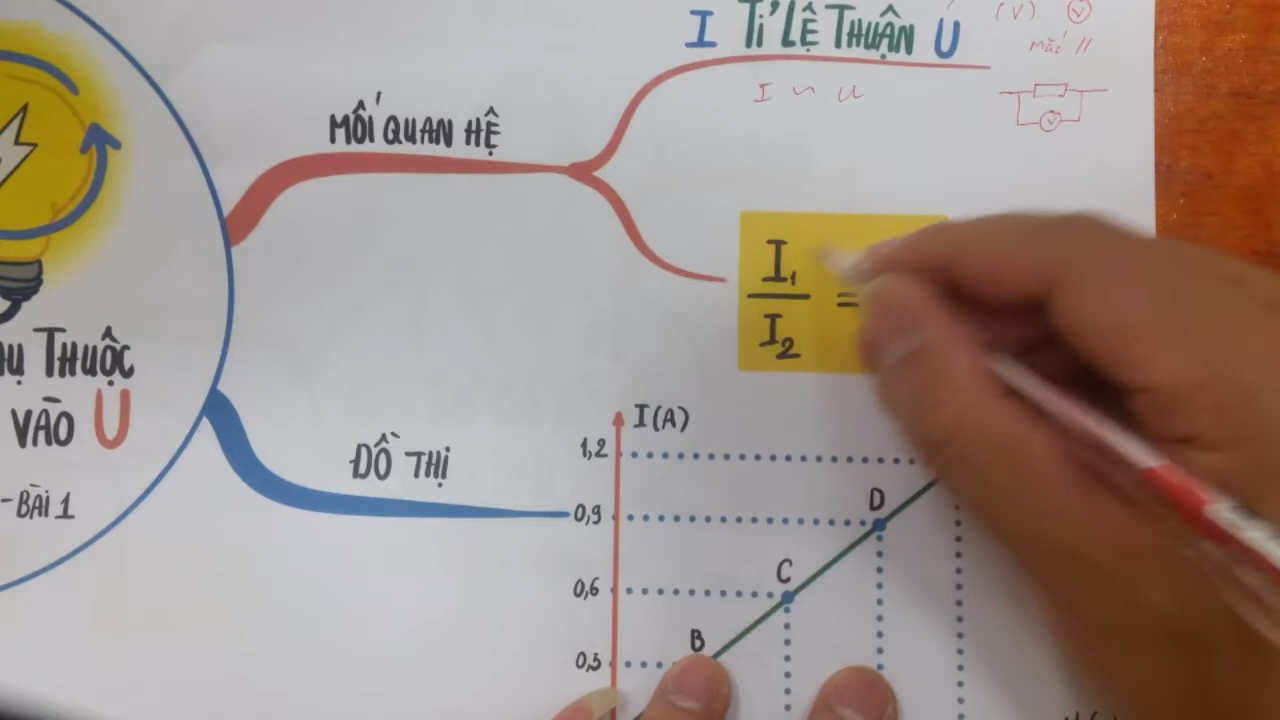 I TỈ LỆ THUẬN U
(V) V
mắc //
I ~ U
V
MỐI QUAN HỆ
I₁
=
I₂
THUỘC
VÀO U
-BÀI 1
ĐỒ THỊ
I(A)
1,2
0,9
D
0,6
C
0,3
B